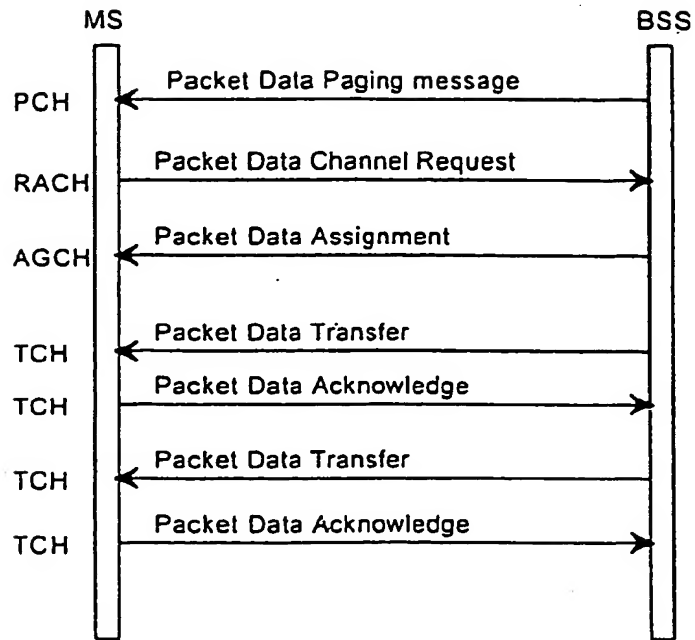 MS BSS
PCH Packet Data Paging message
RACH Packet Data Channel Request
AGCH Packet Data Assignment
TCH Packet Data Transfer
TCH Packet Data Acknowledge
TCH Packet Data Transfer
TCH Packet Data Acknowledge